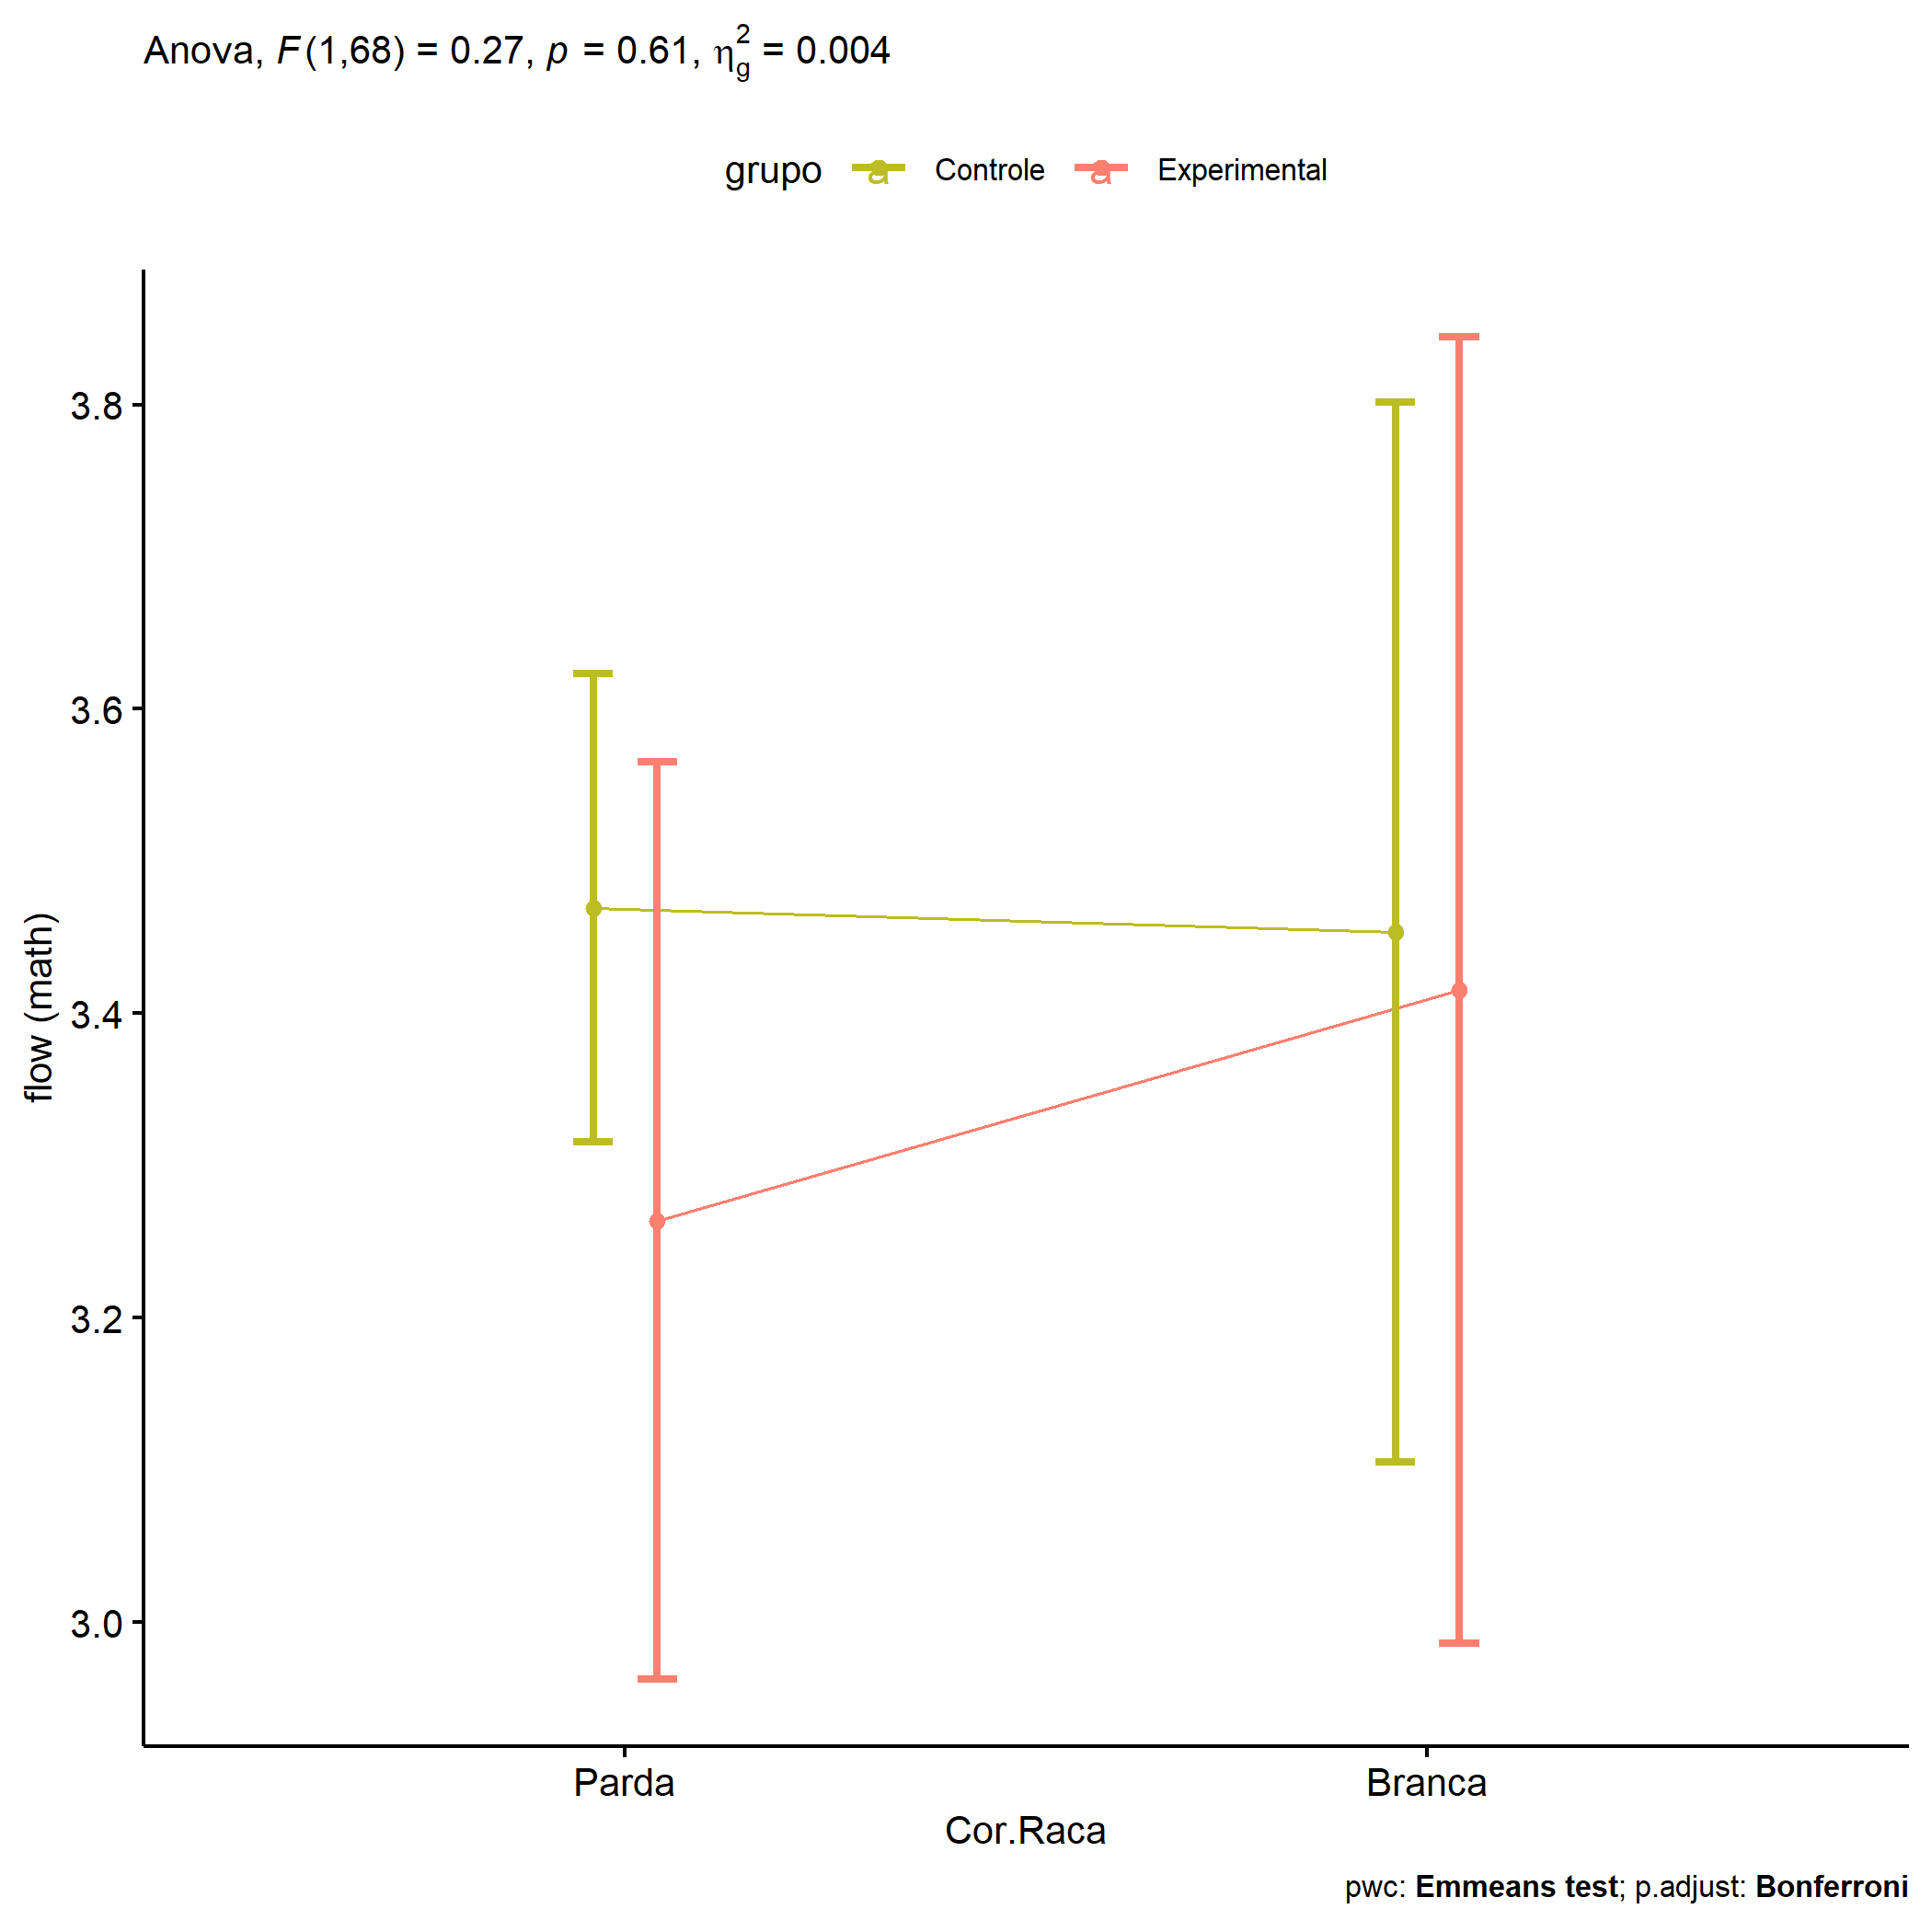 Anova, F(1,68) = 0.27, p = 0.61, η²g = 0.004
grupo a Controle a Experimental
3.8
3.6
3.4
3.2
3.0
flow (math)
Parda Branca
Cor.Raca
pwc: Emmeans test; p.adjust: Bonferroni